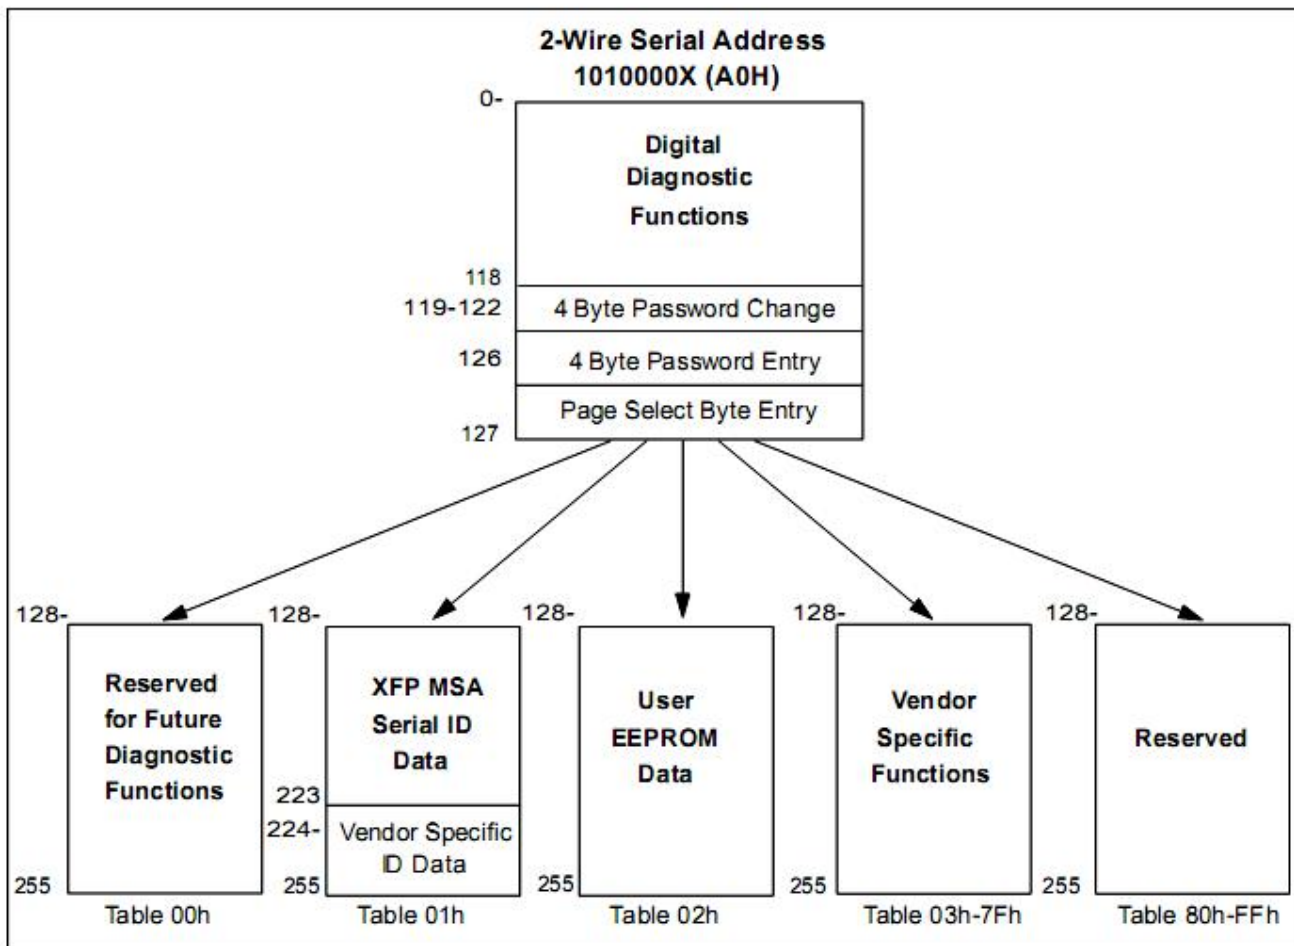 2-Wire Serial Address
1010000X (A0H)
0-
Digital
Diagnostic
Functions
118
119-122
4 Byte Password Change
126
4 Byte Password Entry
Page Select Byte Entry
127
128-
Reserved
for Future
Diagnostic
Functions
255
Table 00h
128-
XFP MSA
Serial ID
Data
223
224-
Vendor Specific
ID Data
255
Table 01h
128-
User
EEPROM
Data
255
Table 02h
128-
Vendor
Specific
Functions
255
Table 03h-7Fh
128-
Reserved
255
Table 80h-FFh